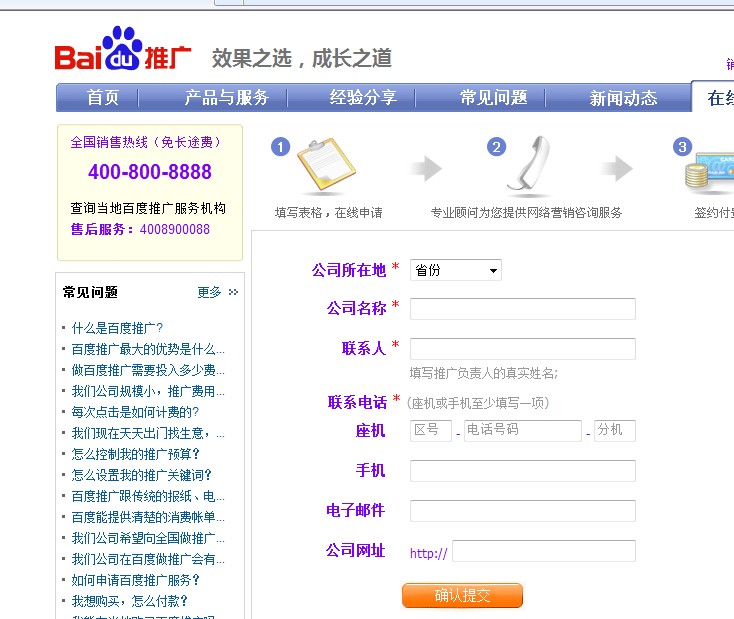 Bai du 推广 效果之选，成长之道
首页 产品与服务 经验分享 常见问题 新闻动态 在线
全国销售热线（免长途费）
400-800-8888
查询当地百度推广服务机构
售后服务：4008900088
1 2 3
填写表格，在线申请 专业顾问为您提供网络营销咨询服务 签约付
常见问题 更多 >>
什么是百度推广?
百度推广最大的优势是什么...
做百度推广需要投入多少费...
我们公司规模小，推广费用...
每次点击是如何计费的?
我们现在天天出门找生意，...
怎么控制我的推广预算?
怎么设置我的推广关键词?
百度推广跟传统的报纸、电...
百度能提供清楚的消费帐单...
我们公司希望向全国做推广...
我们公司在百度做推广会有...
如何申请百度推广服务?
我想购买，怎么付款?
公司所在地 * 省份
公司名称 *
联系人 *
填写推广负责人的真实姓名;
联系电话 * (座机或手机至少填写一项)
座机 区号 - 电话号码 - 分机
手机
电子邮件
公司网址 http://
确认提交